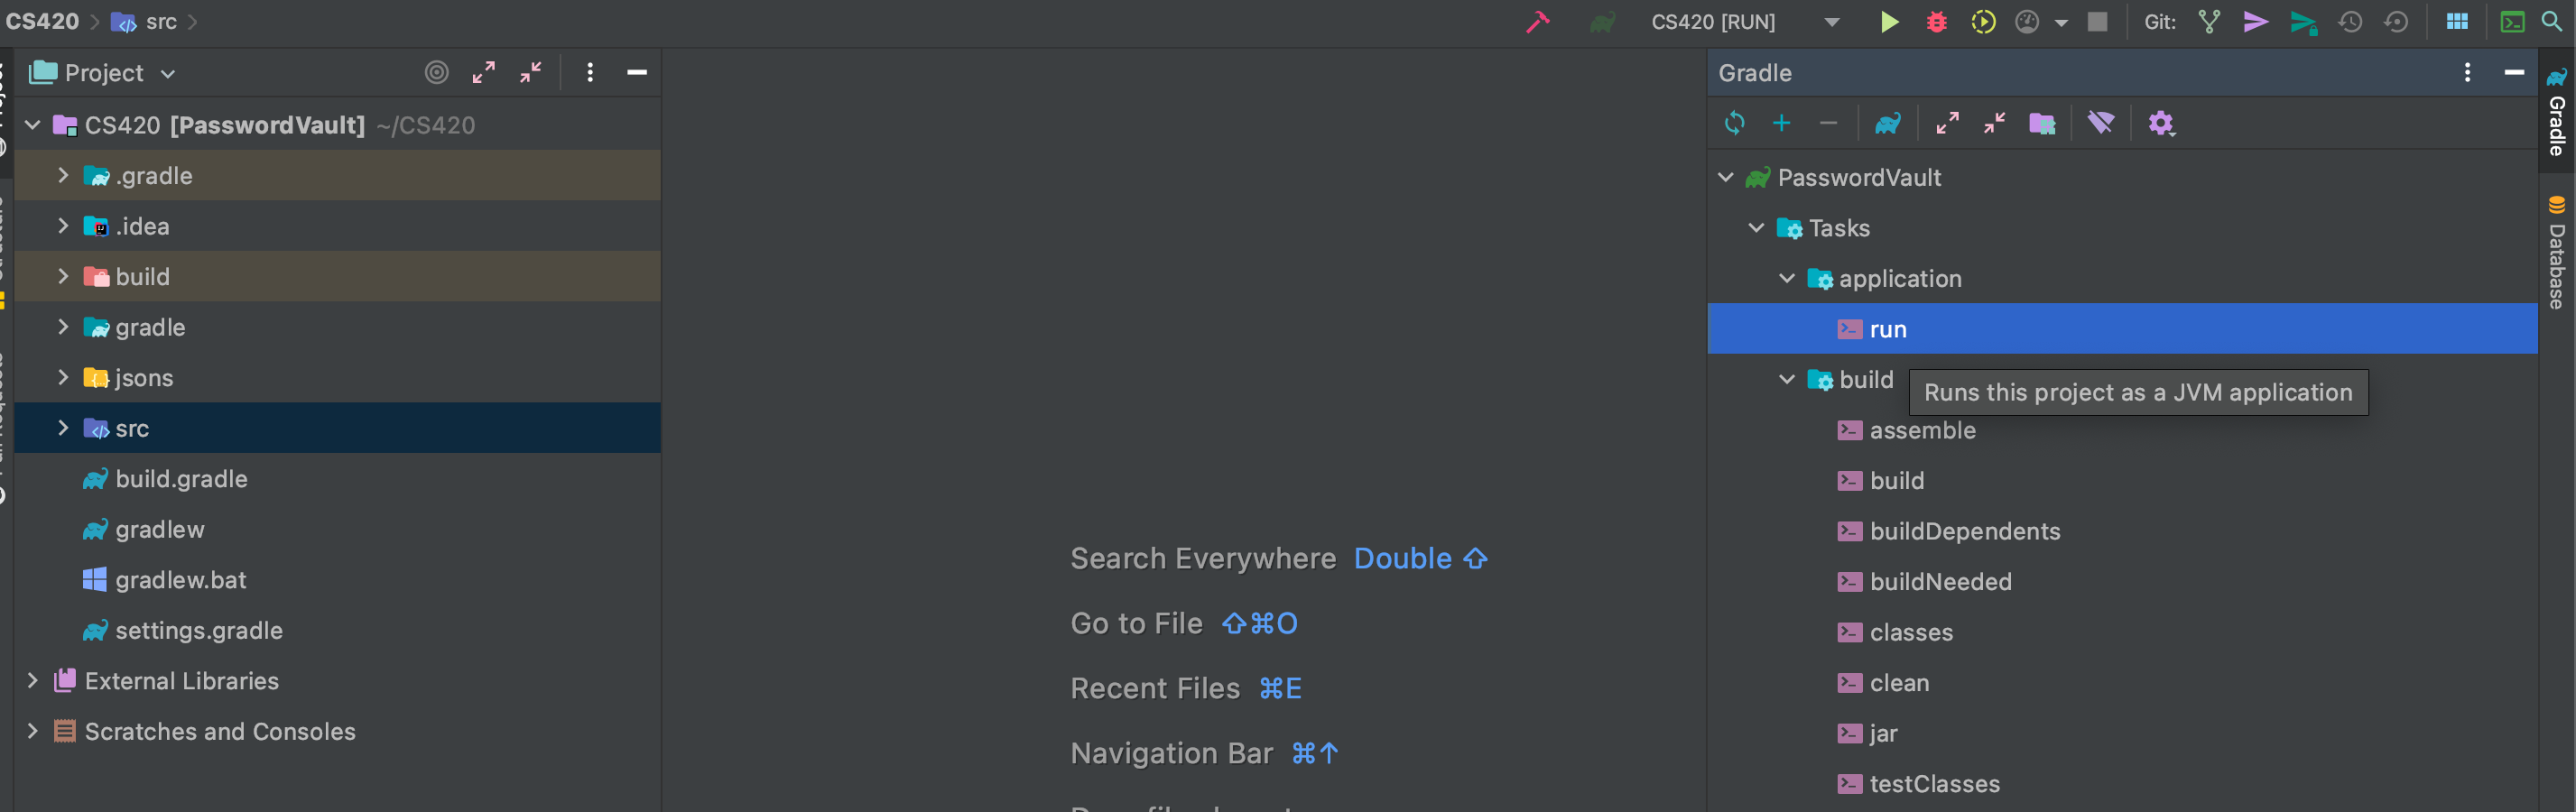 CS420
src
CS420 [RUN]
Git:
Project
CS420 [PasswordVault] ~/CS420
.gradle
.idea
build
gradle
jsons
src
build.gradle
gradlew
gradlew.bat
settings.gradle
External Libraries
Scratches and Consoles
Search Everywhere Double ⇧
Go to File ⇧⌘O
Recent Files ⌘E
Navigation Bar ⌘↑
Gradle
PasswordVault
Tasks
application
run
build
Runs this project as a JVM application
assemble
build
buildDependents
buildNeeded
classes
clean
jar
testClasses
Gradle
Database